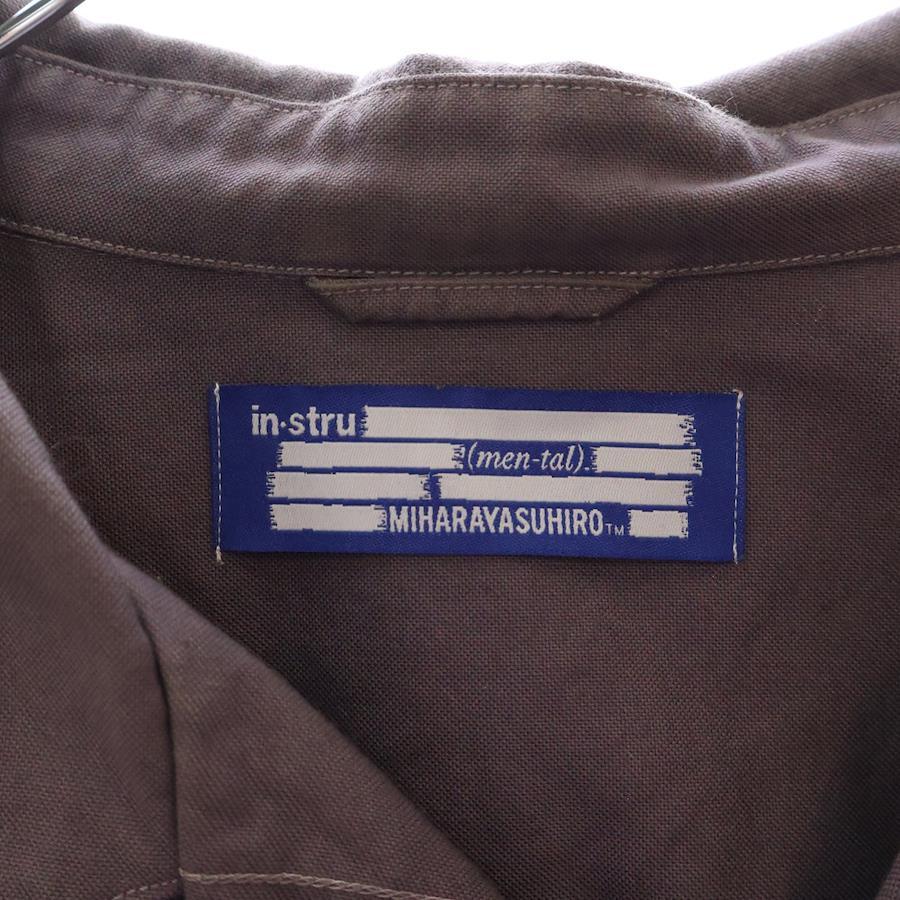 in·stru
(men-tal)
MIHARAYASUHIRO™